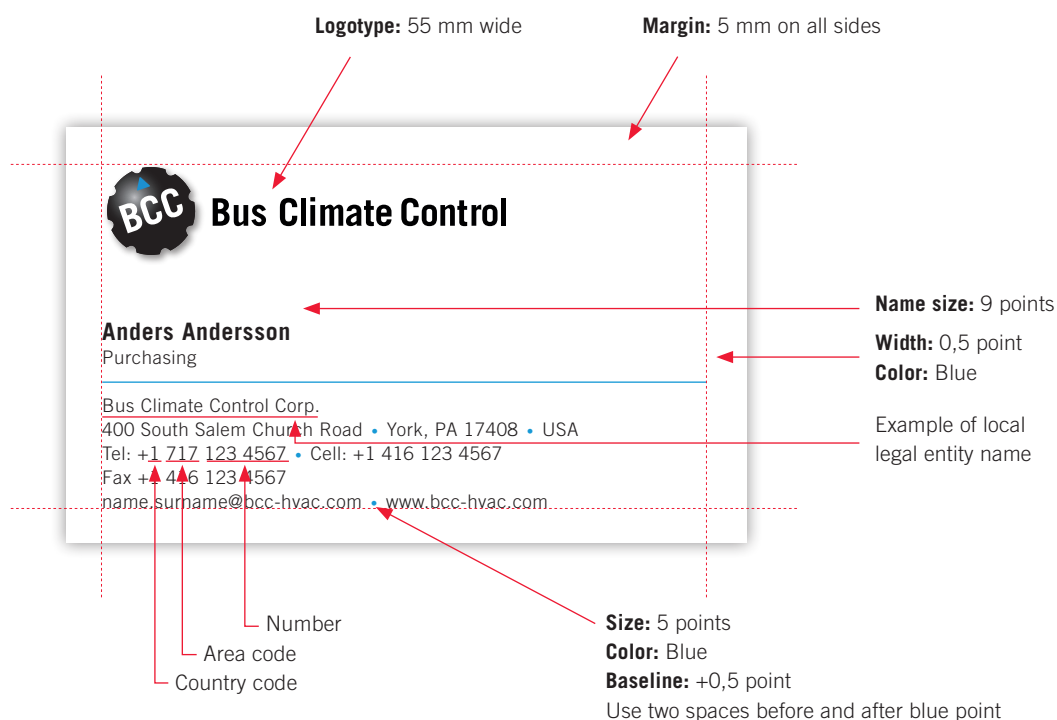 Logotype: 55 mm wide
Margin: 5 mm on all sides
BCC Bus Climate Control
Name size: 9 points
Width: 0,5 point
Color: Blue
Anders Andersson
Purchasing
Bus Climate Control Corp.
400 South Salem Church Road • York, PA 17408 • USA
Tel: +1 717 123 4567 • Cell: +1 416 123 4567
Fax +1 416 123 4567
name.surname@bcc-hvac.com • www.bcc-hvac.com
Example of local
legal entity name
Number
Area code
Country code
Size: 5 points
Color: Blue
Baseline: +0,5 point
Use two spaces before and after blue point